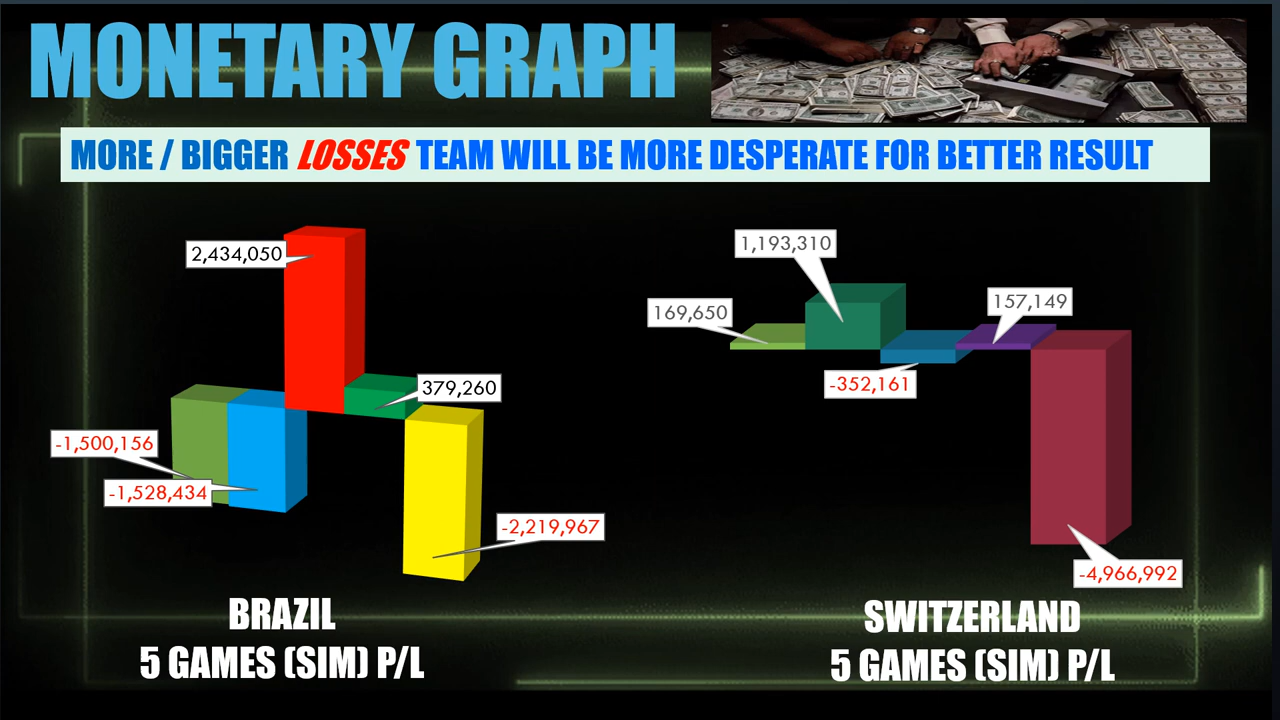 MONETARY GRAPH
MORE / BIGGER LOSSES TEAM WILL BE MORE DESPERATE FOR BETTER RESULT
2,434,050
379,260
-1,500,156
-1,528,434
-2,219,967
BRAZIL
5 GAMES (SIM) P/L
1,193,310
169,650
157,149
-352,161
-4,966,992
SWITZERLAND
5 GAMES (SIM) P/L